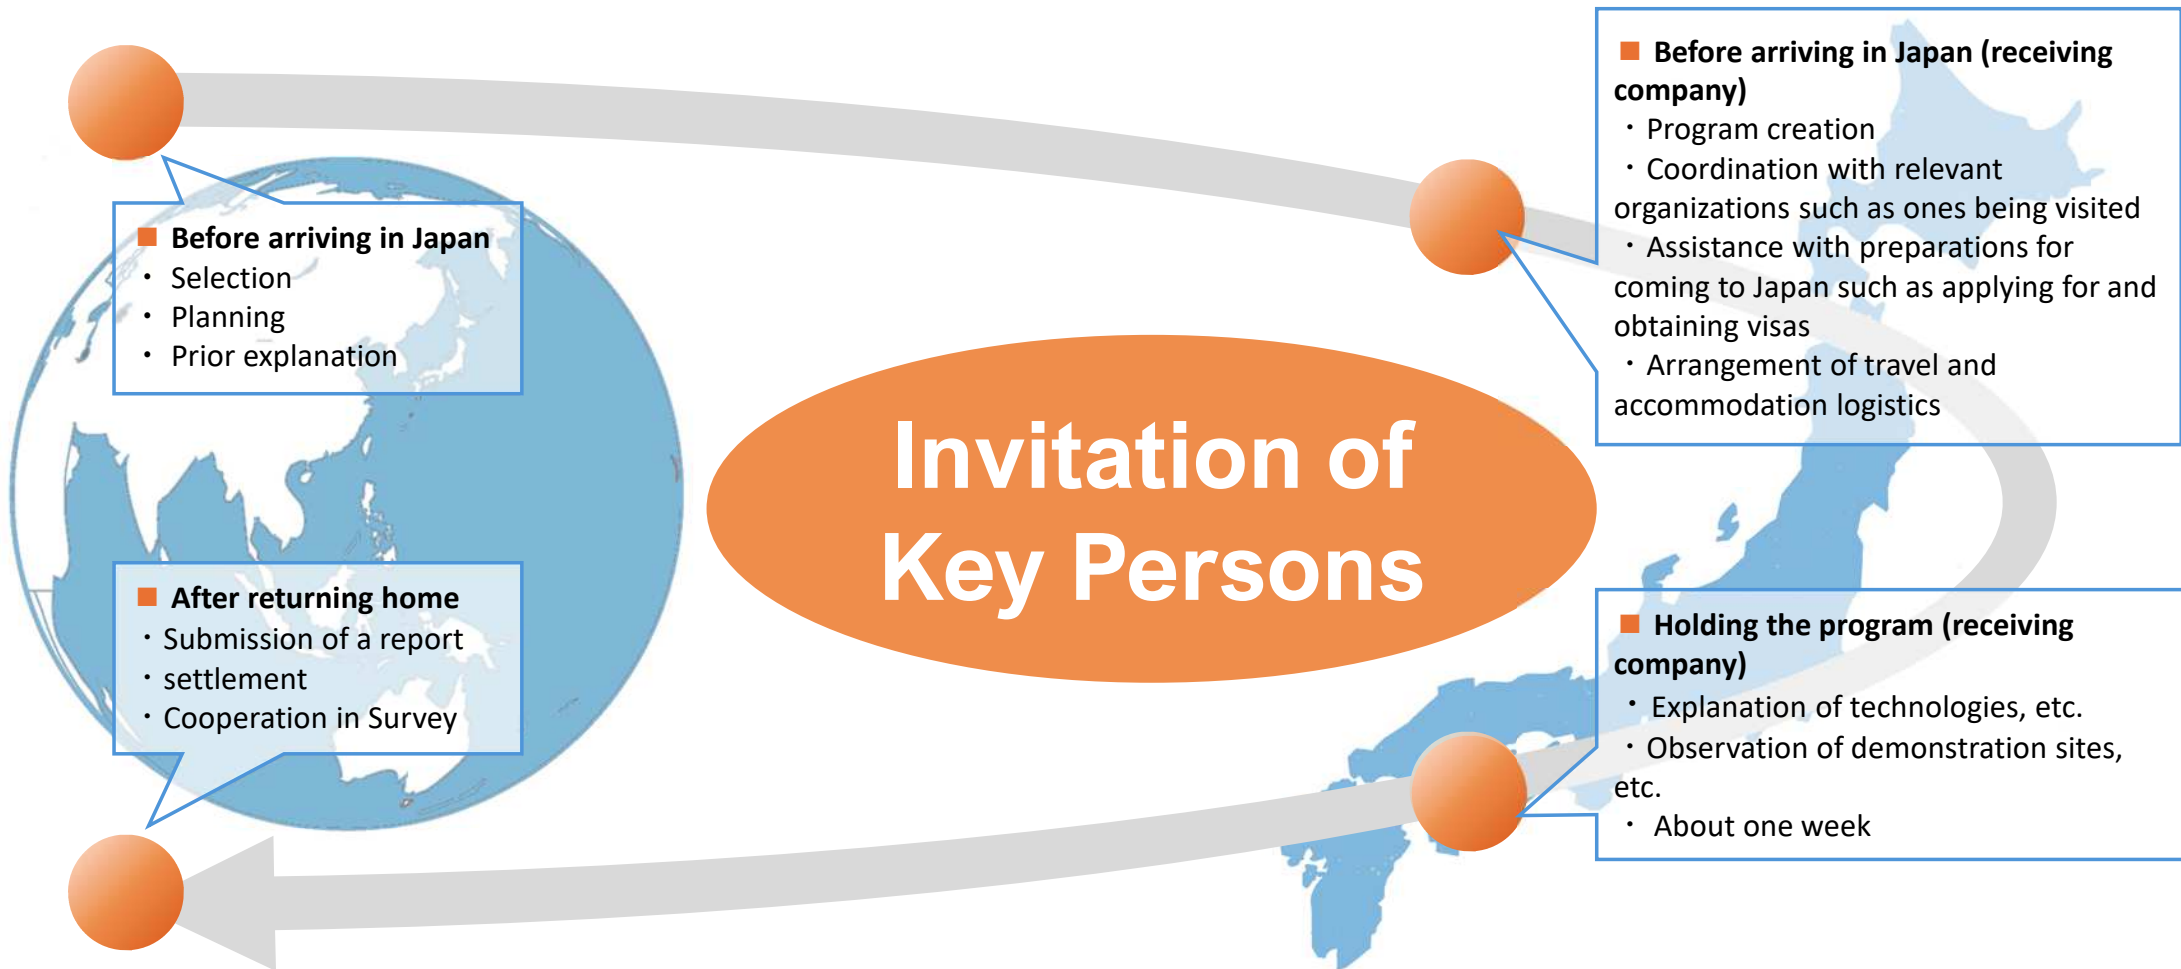 ■ Before arriving in Japan
・ Selection
・ Planning
・ Prior explanation
■ Before arriving in Japan (receiving
company)
・Program creation
・Coordination with relevant
organizations such as ones being visited
・Assistance with preparations for
coming to Japan such as applying for and
obtaining visas
・Arrangement of travel and
accommodation logistics
Invitation of
Key Persons
■ Holding the program (receiving
company)
・Explanation of technologies, etc.
・Observation of demonstration sites,
etc.
・ About one week
■ After returning home
・Submission of a report
・settlement
・Cooperation in Survey